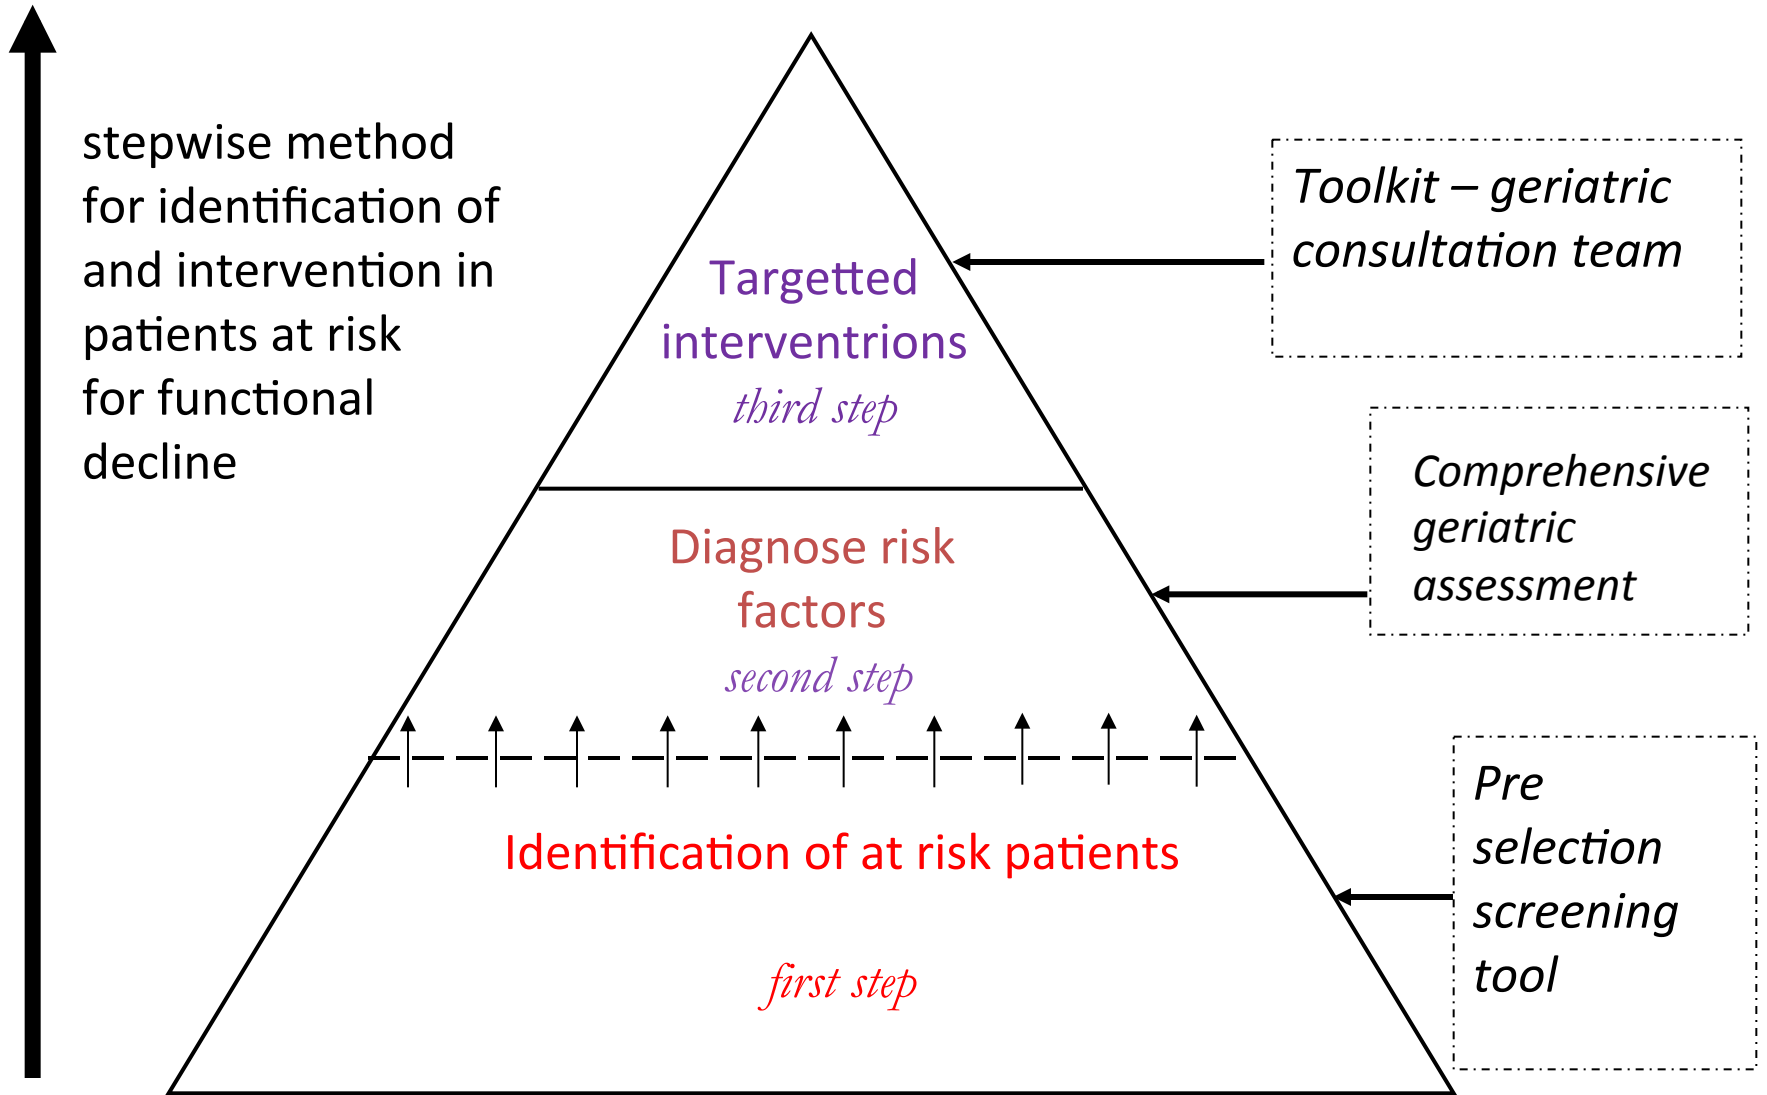 stepwise method
for identification of
and intervention in
patients at risk
for functional
decline
Targetted
interventrions
third step
Diagnose risk
factors
second step
Identification of at risk patients
first step
Toolkit – geriatric
consultation team
Comprehensive
geriatric
assessment
Pre
selection
screening
tool